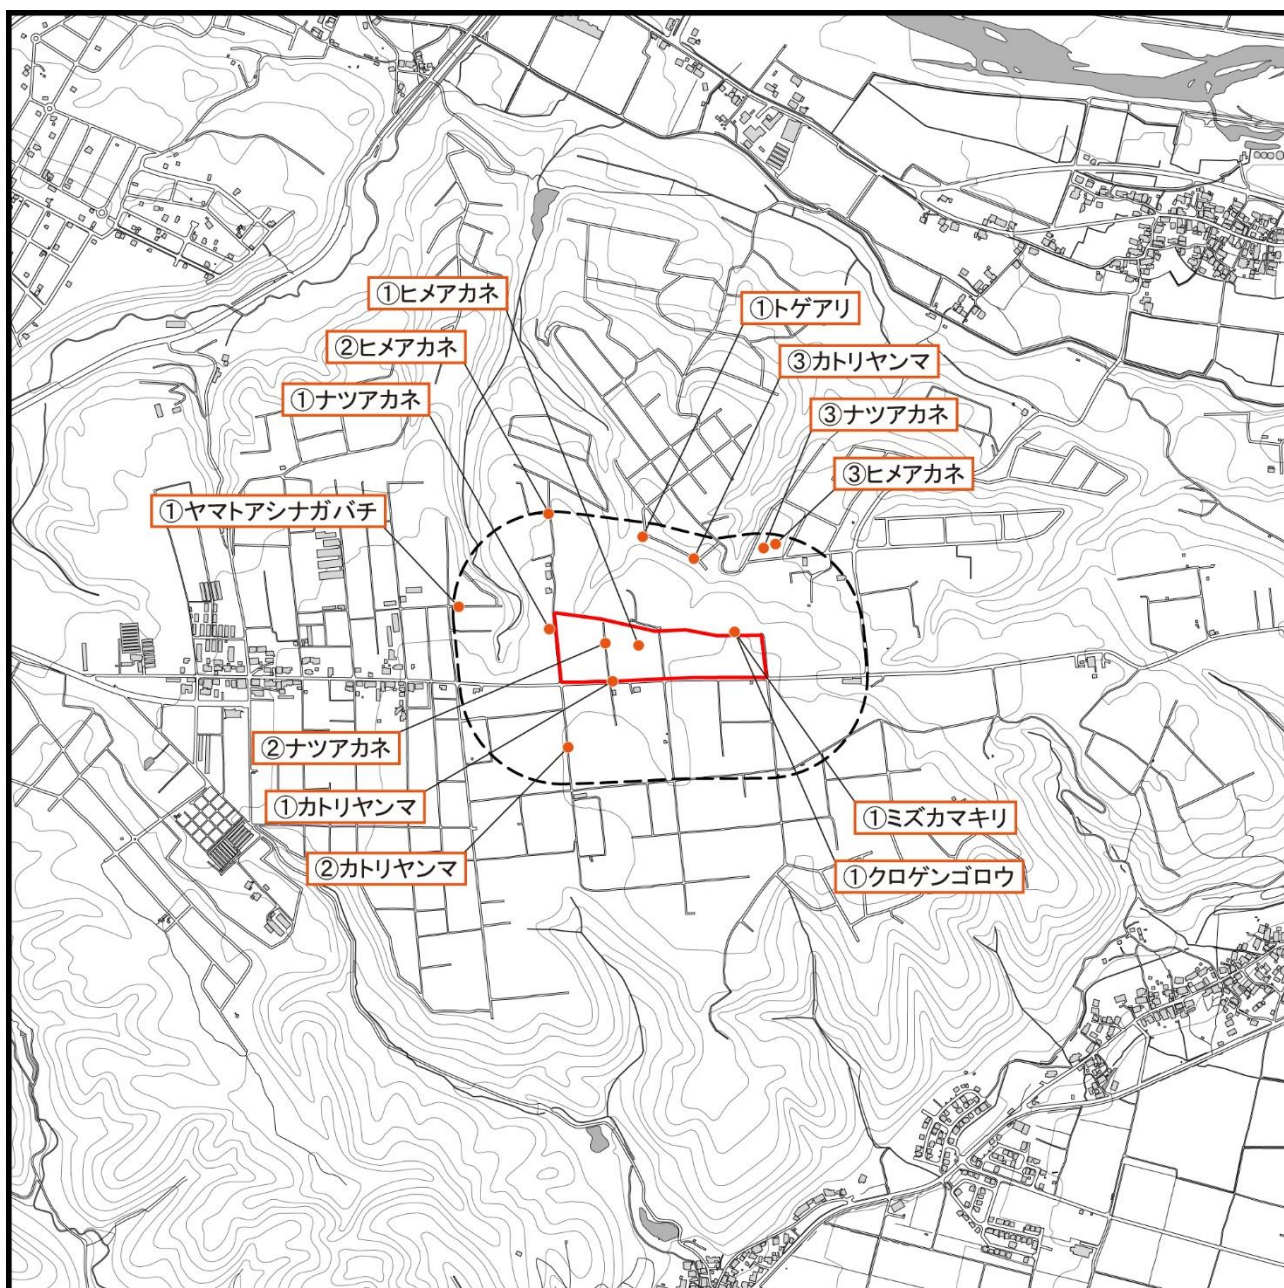 ①ヒメアカネ
①トゲアリ
②ヒメアカネ
③カトリヤンマ
①ナツアカネ
③ナツアカネ
③ヒメアカネ
①ヤマトアシナガバチ
②ナツアカネ
①カトリヤンマ
①ミズカマキリ
②カトリヤンマ
①クロゲンゴロウ